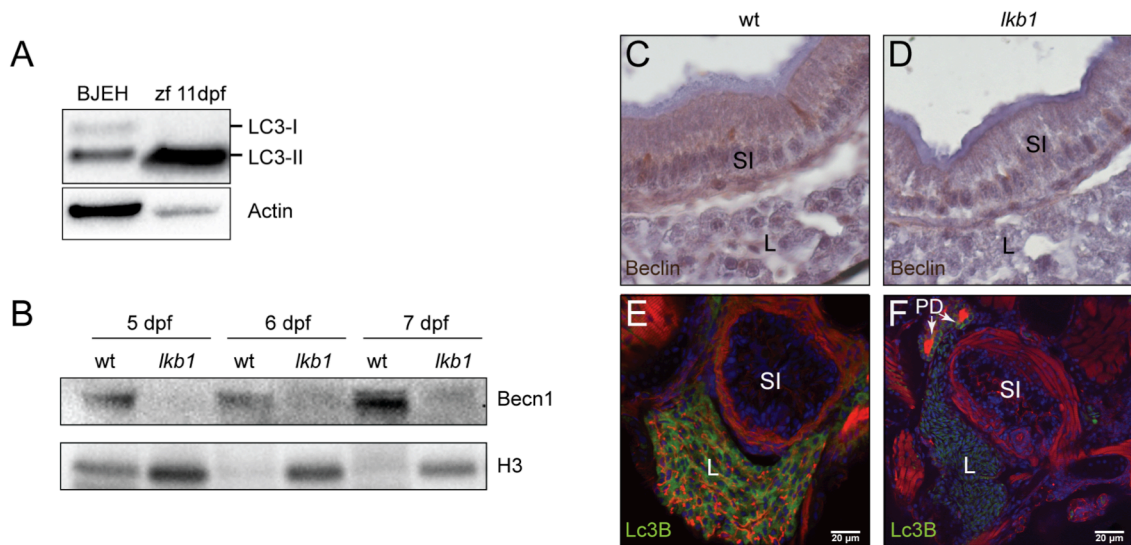 A
BJEH zf 11dpf
LC3-I
LC3-II
Actin
B
5 dpf 6 dpf 7 dpf
wt lkb1 wt lkb1 wt lkb1
Becn1
H3
wt lkb1
C
SI
L
Beclin
D
SI
L
Beclin
E
SI
L
Lc3B
20 µm
F
PD
SI
L
Lc3B
20 µm